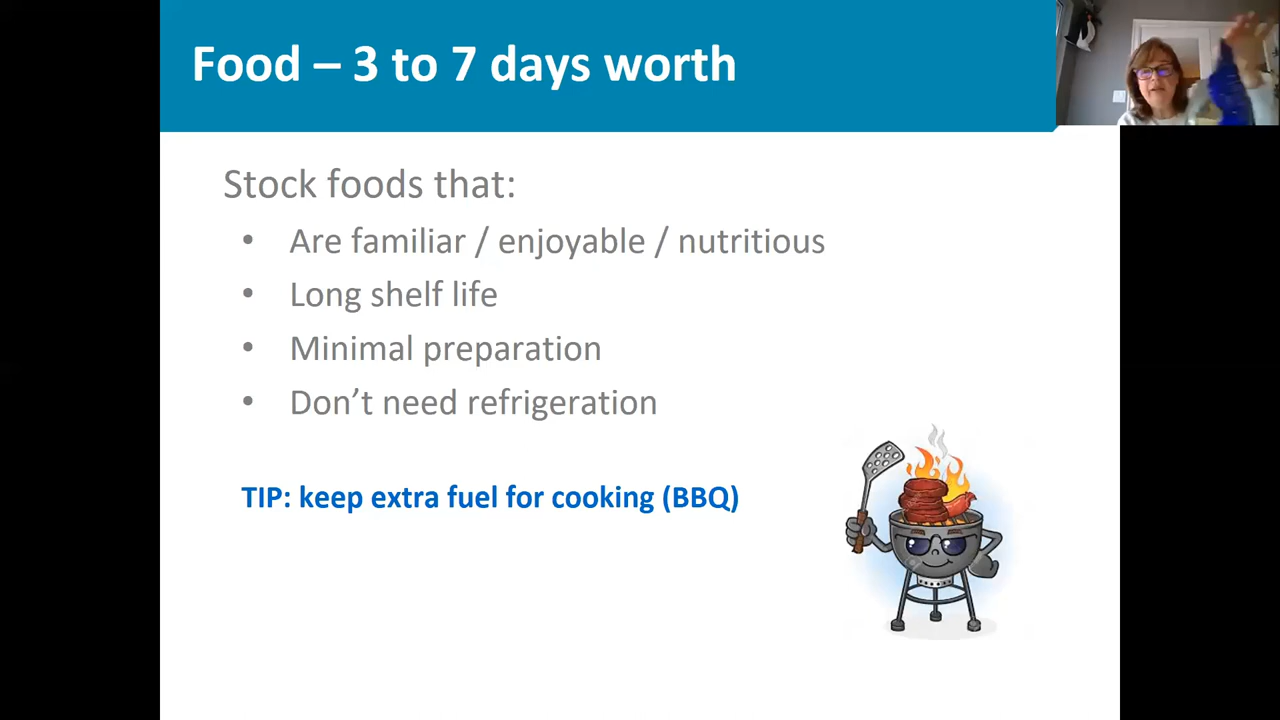 Food – 3 to 7 days worth
Stock foods that:
• Are familiar / enjoyable / nutritious
• Long shelf life
• Minimal preparation
• Don’t need refrigeration
TIP: keep extra fuel for cooking (BBQ)